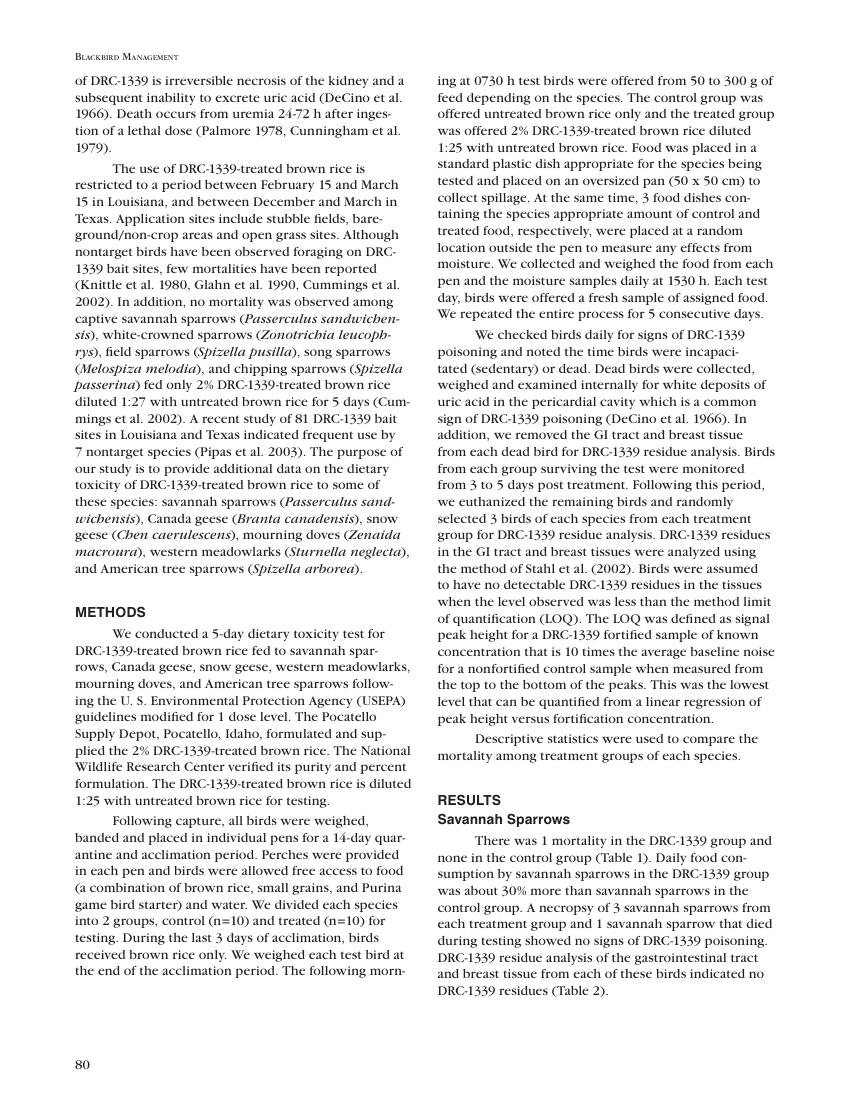 BLACKBIRD MANAGEMENT
of DRC-1339 is irreversible necrosis of the kidney and a
subsequent inability to excrete uric acid (DeCino et al.
1966). Death occurs from uremia 24-72 h after inges-
tion of a lethal dose (Palmore 1978, Cunningham et al.
1979).
The use of DRC-1339-treated brown rice is
restricted to a period between February 15 and March
15 in Louisiana, and between December and March in
Texas. Application sites include stubble fields, bare-
ground/non-crop areas and open grass sites. Although
nontarget birds have been observed foraging on DRC-
1339 bait sites, few mortalities have been reported
(Knittle et al. 1980, Glahn et al. 1990, Cummings et al.
2002). In addition, no mortality was observed among
captive savannah sparrows (Passerculus sandwichen-
sis), white-crowned sparrows (Zonotrichia leucoph-
rys), field sparrows (Spizella pusilla), song sparrows
(Melospiza melodia), and chipping sparrows (Spizella
passerina) fed only 2% DRC-1339-treated brown rice
diluted 1:27 with untreated brown rice for 5 days (Cum-
mings et al. 2002). A recent study of 81 DRC-1339 bait
sites in Louisiana and Texas indicated frequent use by
7 nontarget species (Pipas et al. 2003). The purpose of
our study is to provide additional data on the dietary
toxicity of DRC-1339-treated brown rice to some of
these species: savannah sparrows (Passerculus sand-
wichensis), Canada geese (Branta canadensis), snow
geese (Chen caerulescens), mourning doves (Zenaida
macroura), western meadowlarks (Sturnella neglecta),
and American tree sparrows (Spizella arborea).
METHODS
We conducted a 5-day dietary toxicity test for
DRC-1339-treated brown rice fed to savannah spar-
rows, Canada geese, snow geese, western meadowlarks,
mourning doves, and American tree sparrows follow-
ing the U. S. Environmental Protection Agency (USEPA)
guidelines modified for 1 dose level. The Pocatello
Supply Depot, Pocatello, Idaho, formulated and sup-
plied the 2% DRC-1339-treated brown rice. The National
Wildlife Research Center verified its purity and percent
formulation. The DRC-1339-treated brown rice is diluted
1:25 with untreated brown rice for testing.
Following capture, all birds were weighed,
banded and placed in individual pens for a 14-day quar-
antine and acclimation period. Perches were provided
in each pen and birds were allowed free access to food
(a combination of brown rice, small grains, and Purina
game bird starter) and water. We divided each species
into 2 groups, control (n=10) and treated (n=10) for
testing. During the last 3 days of acclimation, birds
received brown rice only. We weighed each test bird at
the end of the acclimation period. The following morn-
ing at 0730 h test birds were offered from 50 to 300 g of
feed depending on the species. The control group was
offered untreated brown rice only and the treated group
was offered 2% DRC-1339-treated brown rice diluted
1:25 with untreated brown rice. Food was placed in a
standard plastic dish appropriate for the species being
tested and placed on an oversized pan (50 x 50 cm) to
collect spillage. At the same time, 3 food dishes con-
taining the species appropriate amount of control and
treated food, respectively, were placed at a random
location outside the pen to measure any effects from
moisture. We collected and weighed the food from each
pen and the moisture samples daily at 1530 h. Each test
day, birds were offered a fresh sample of assigned food.
We repeated the entire process for 5 consecutive days.
We checked birds daily for signs of DRC-1339
poisoning and noted the time birds were incapaci-
tated (sedentary) or dead. Dead birds were collected,
weighed and examined internally for white deposits of
uric acid in the pericardial cavity which is a common
sign of DRC-1339 poisoning (DeCino et al. 1966). In
addition, we removed the GI tract and breast tissue
from each dead bird for DRC-1339 residue analysis. Birds
from each group surviving the test were monitored
from 3 to 5 days post treatment. Following this period,
we euthanized the remaining birds and randomly
selected 3 birds of each species from each treatment
group for DRC-1339 residue analysis. DRC-1339 residues
in the GI tract and breast tissues were analyzed using
the method of Stahl et al. (2002). Birds were assumed
to have no detectable DRC-1339 residues in the tissues
when the level observed was less than the method limit
of quantification (LOQ). The LOQ was defined as signal
peak height for a DRC-1339 fortified sample of known
concentration that is 10 times the average baseline noise
for a nonfortified control sample when measured from
the top to the bottom of the peaks. This was the lowest
level that can be quantified from a linear regression of
peak height versus fortification concentration.
Descriptive statistics were used to compare the
mortality among treatment groups of each species.
RESULTS
Savannah Sparrows
There was 1 mortality in the DRC-1339 group and
none in the control group (Table 1). Daily food con-
sumption by savannah sparrows in the DRC-1339 group
was about 30% more than savannah sparrows in the
control group. A necropsy of 3 savannah sparrows from
each treatment group and 1 savannah sparrow that died
during testing showed no signs of DRC-1339 poisoning.
DRC-1339 residue analysis of the gastrointestinal tract
and breast tissue from each of these birds indicated no
DRC-1339 residues (Table 2).
80